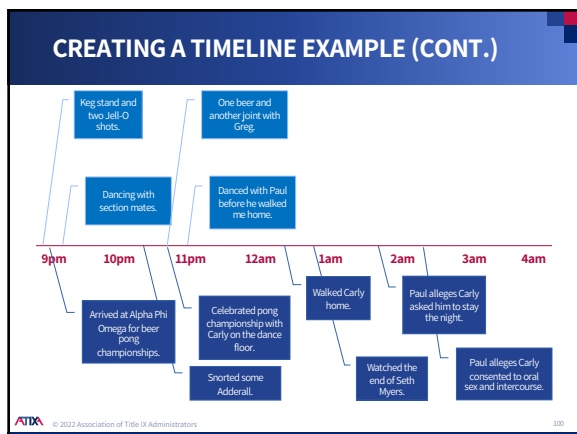 CREATING A TIMELINE EXAMPLE (CONT.)
Keg stand and
two Jell-O
shots.
One beer and
another joint with
Greg.
Dancing with
section mates.
Danced with Paul
before he walked
me home.
9pm 10pm 11pm 12am 1am 2am 3am 4am
Arrived at Alpha Phi
Omega for beer
pong
championships.
Celebrated pong
championship with
Carly on the dance
floor.
Snorted some
Adderall.
Walked Carly
home.
Watched the
end of Seth
Myers.
Paul alleges Carly
asked him to stay
the night.
Paul alleges Carly
consented to oral
sex and intercourse.
ATIXA © 2022 Association of Title IX Administrators
100